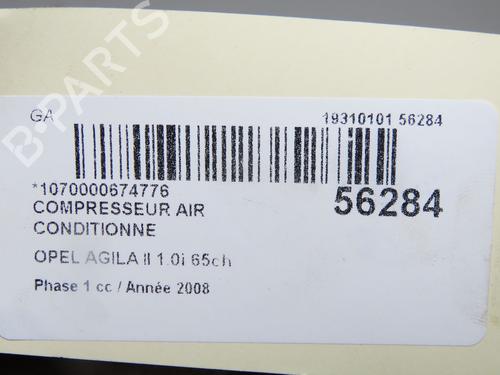 GA 19310101 56284
*1070000674776
COMPRESSEUR AIR
CONDITIONNE
56284
OPEL AGILA II 1.0i 65ch
Phase 1 cc / Année 2008
B-PARTS